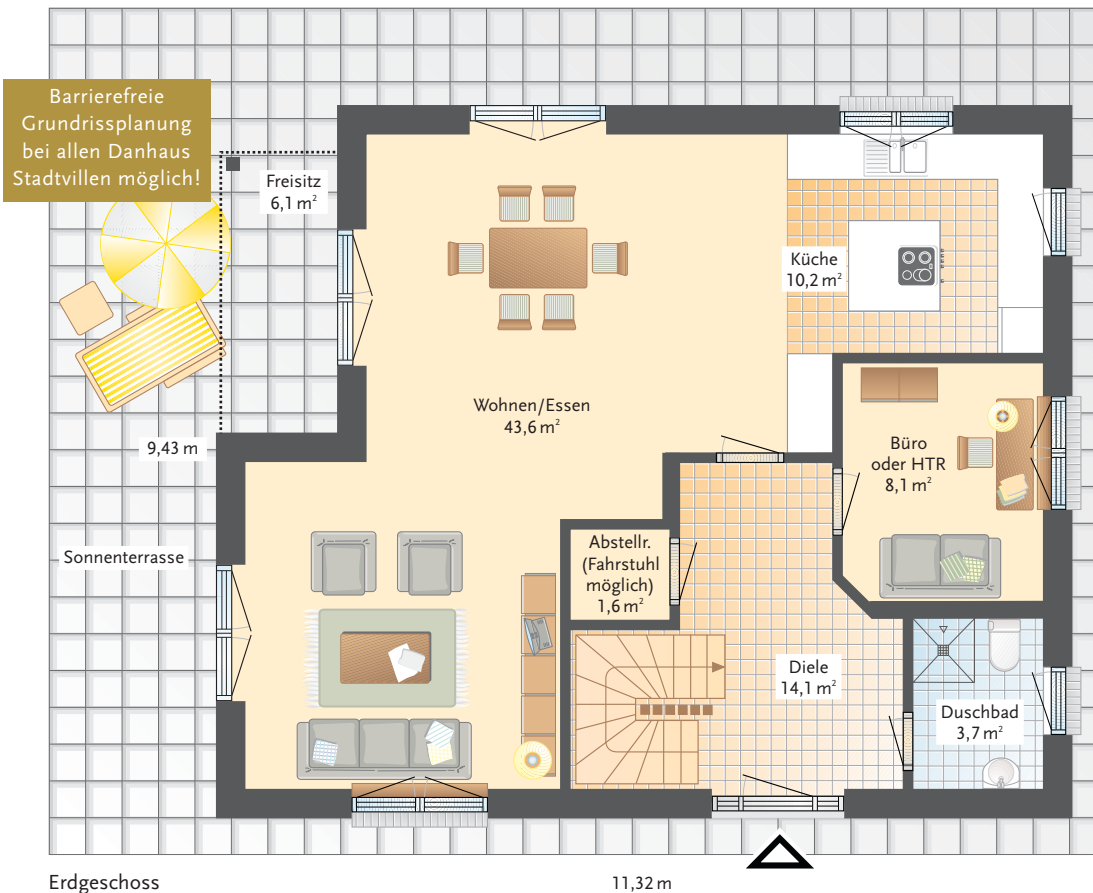 Barrierefreie
Grundrissplanung
bei allen Danhaus
Stadtvillen möglich!
Freisitz
6,1 m²
Küche
10,2 m²
Wohnen/Essen
43,6 m²
9,43 m
Büro
oder HTR
8,1 m²
Sonnenterrasse
Abstellr.
(Fahrstuhl
möglich)
1,6 m²
Diele
14,1 m²
Duschbad
3,7 m²
Erdgeschoss
11,32 m